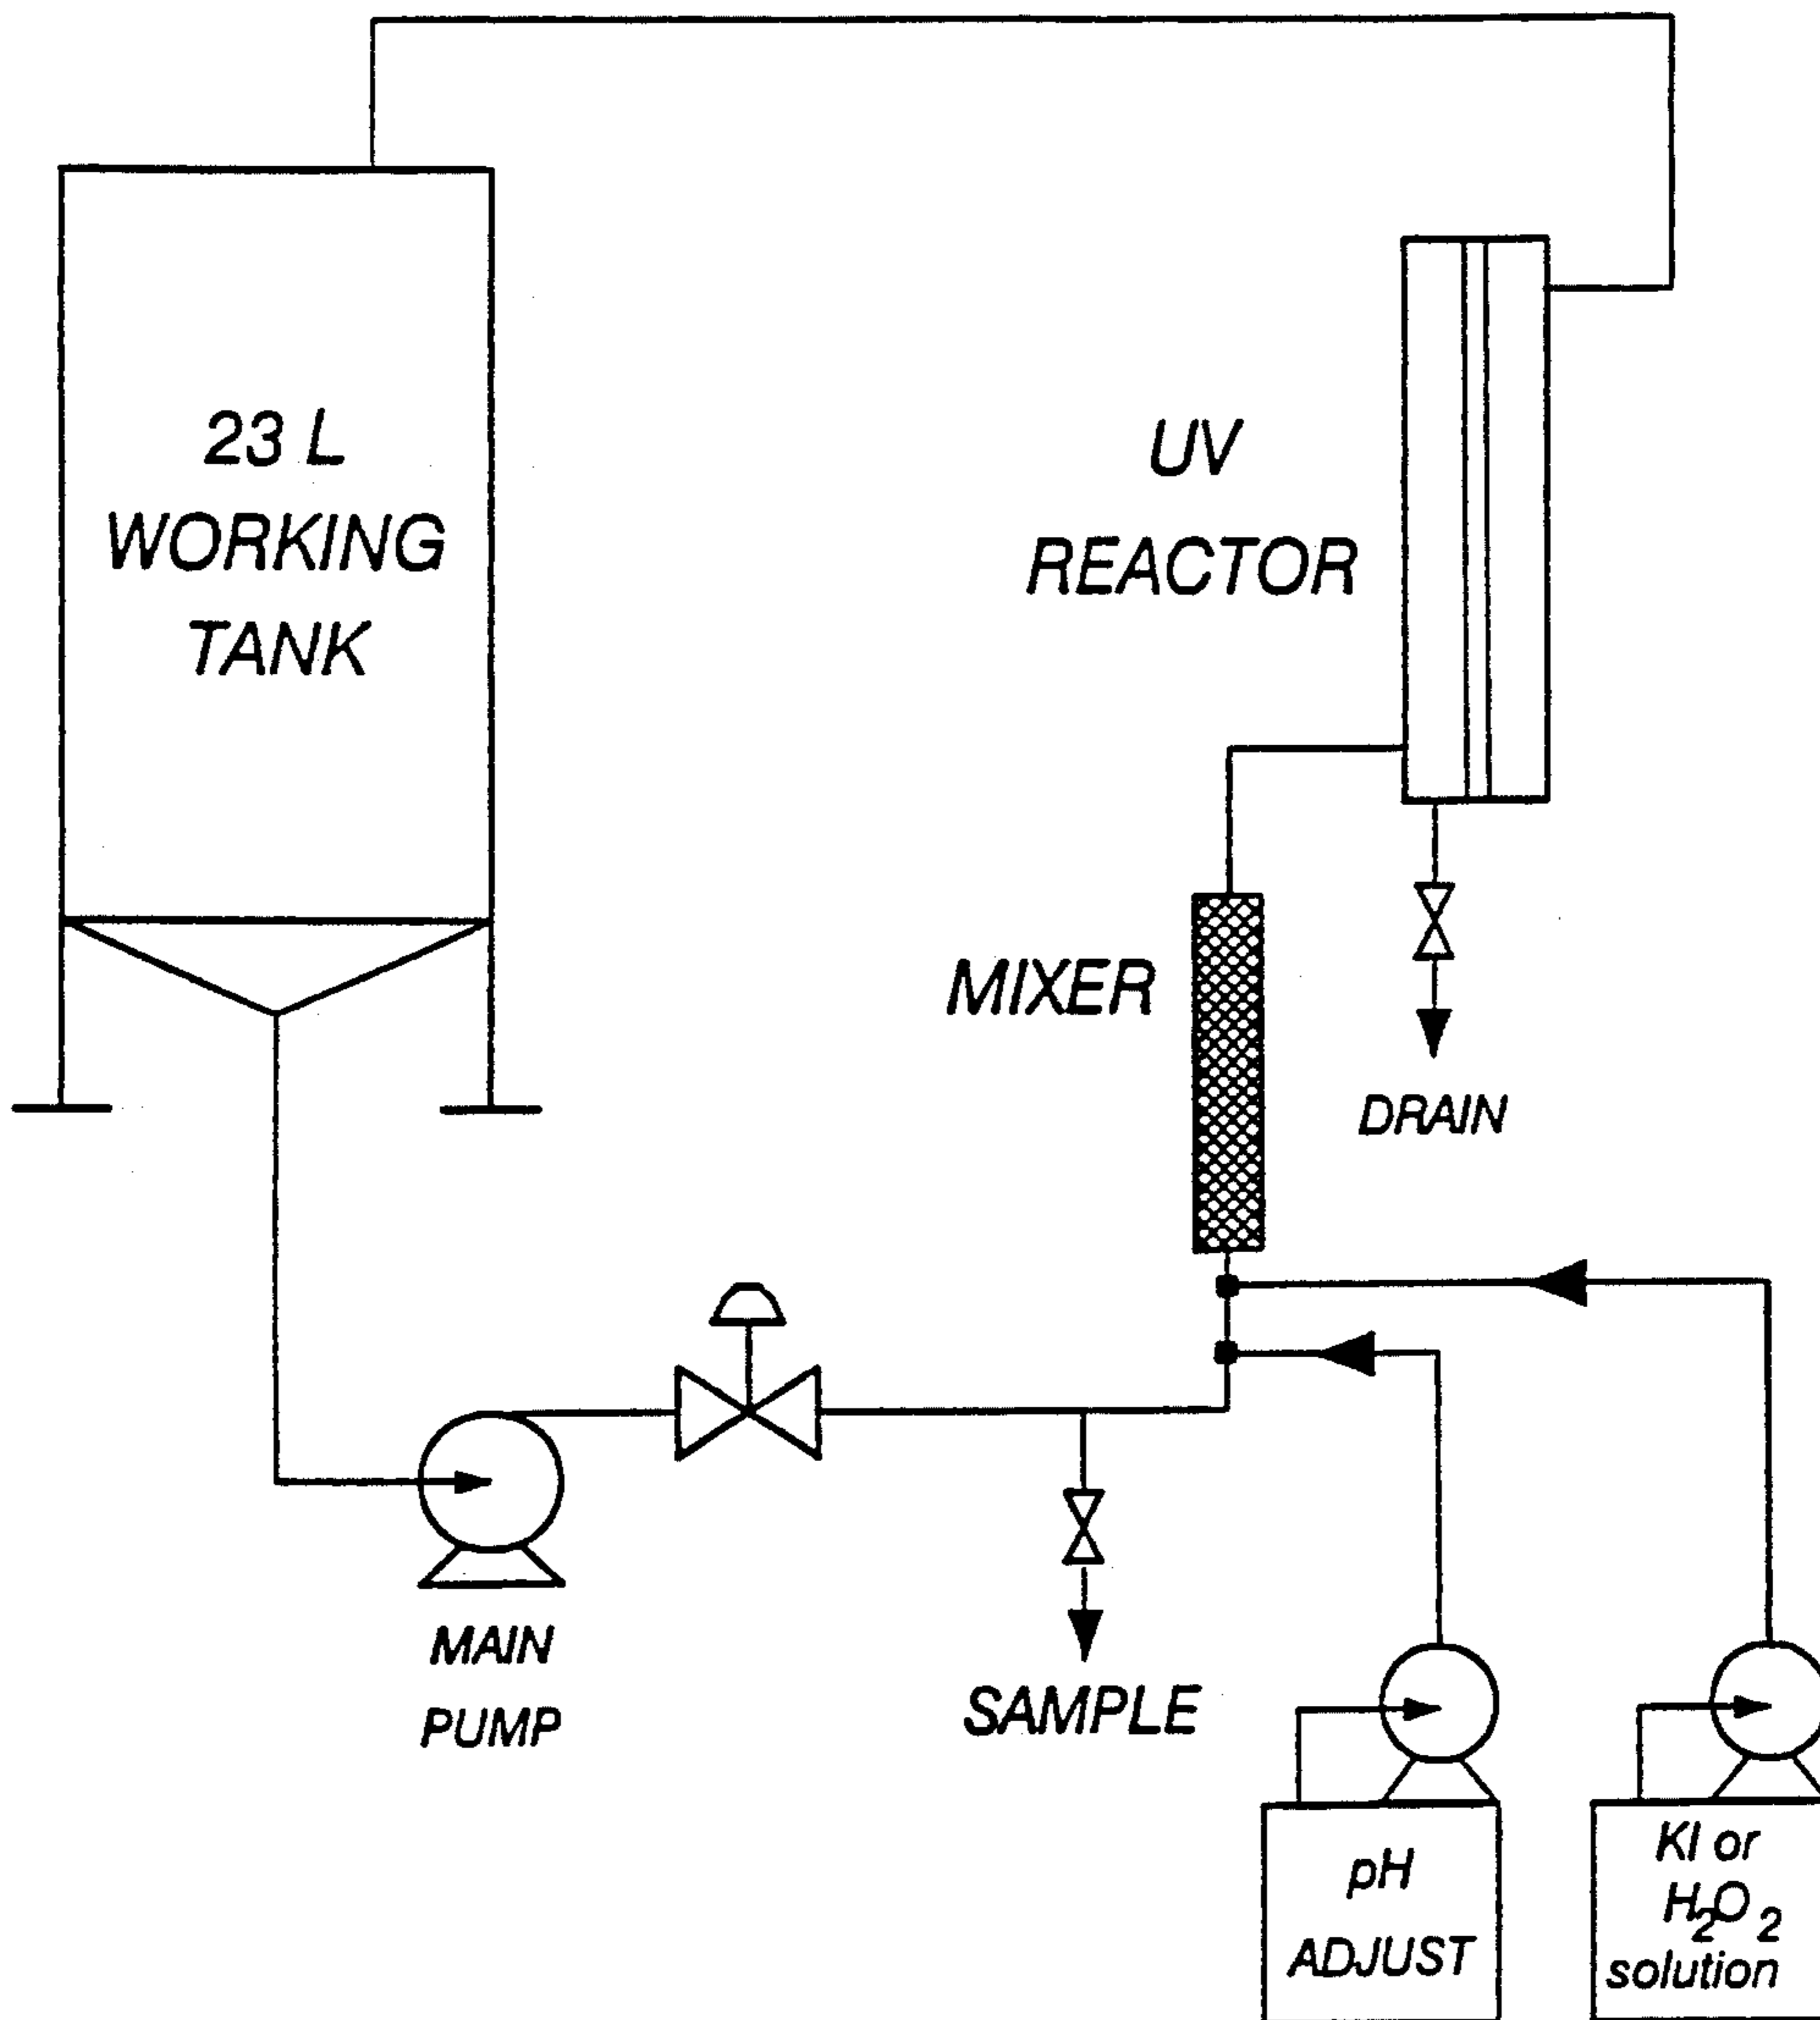 23 L
WORKING
TANK
UV
REACTOR
MIXER
DRAIN
MAIN
PUMP
SAMPLE
pH
ADJUST
KI or
H₂O₂
solution